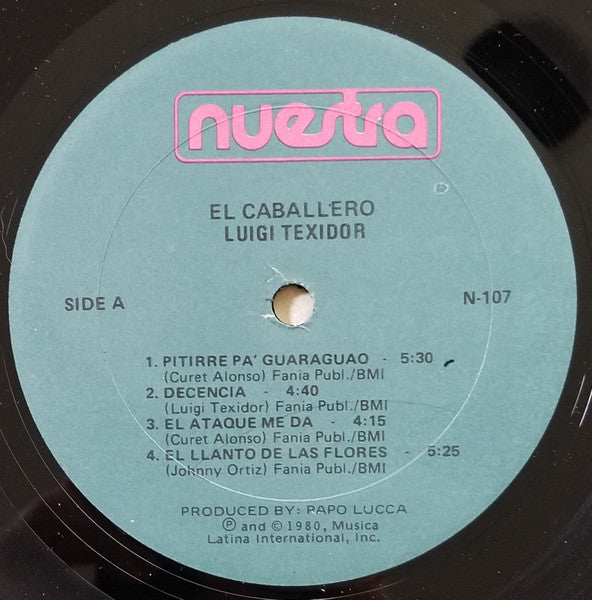 nuestra
EL CABALLERO
LUIGI TEXIDOR
SIDE A
N-107
1. PITIRRE PA' GUARAGUAO - 5:30
(Curet Alonso) Fania Publ./BMI
2. DECENCIA - 4:40
(Luigi Texidor) Fania Publ./BMI
3. EL ATAQUE ME DA - 4:15
(Curet Alonso) Fania Publ./BMI
4. EL LLANTO DE LAS FLORES - 5:25
(Johnny Ortiz) Fania Publ./BMI
PRODUCED BY: PAPO LUCCA
Ⓟ and © 1980, Musica
Latina International, Inc.